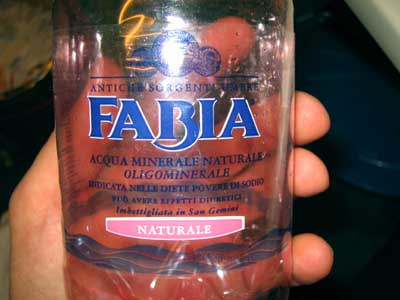 ANTICHE SORGENTI UMBRE
FABIA
ACQUA MINERALE NATURALE
OLIGOMINERALE
INDICATA NELLE DIETE POVERE DI SODIO
PUÒ AVERE EFFETTI DIURETICI
Imbottigliata in San Gemini
NATURALE